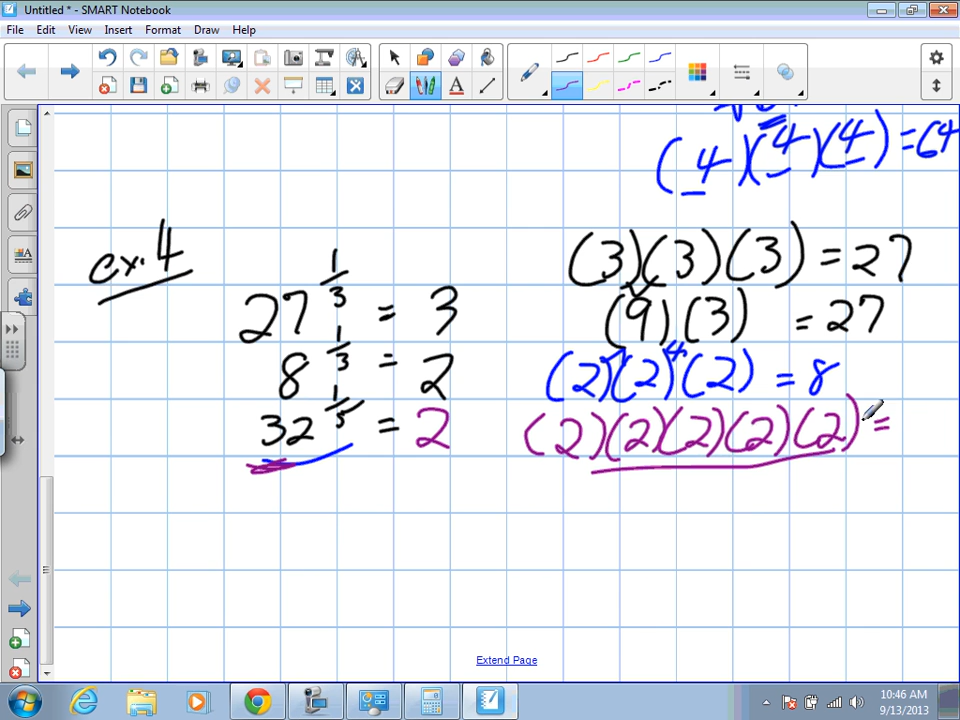 Untitled * - SMART Notebook
File Edit View Insert Format Draw Help
(4)(4)(4)=64
ex.4
(3)(3)(3)=27
27^(1/3) = 3
(9)(3) = 27
8^(1/3) = 2
(2)(2)^4(2) = 8
32^(1/5) = 2
(2)(2)(2)(2)(2) =
Extend Page
10:46 AM
9/13/2013